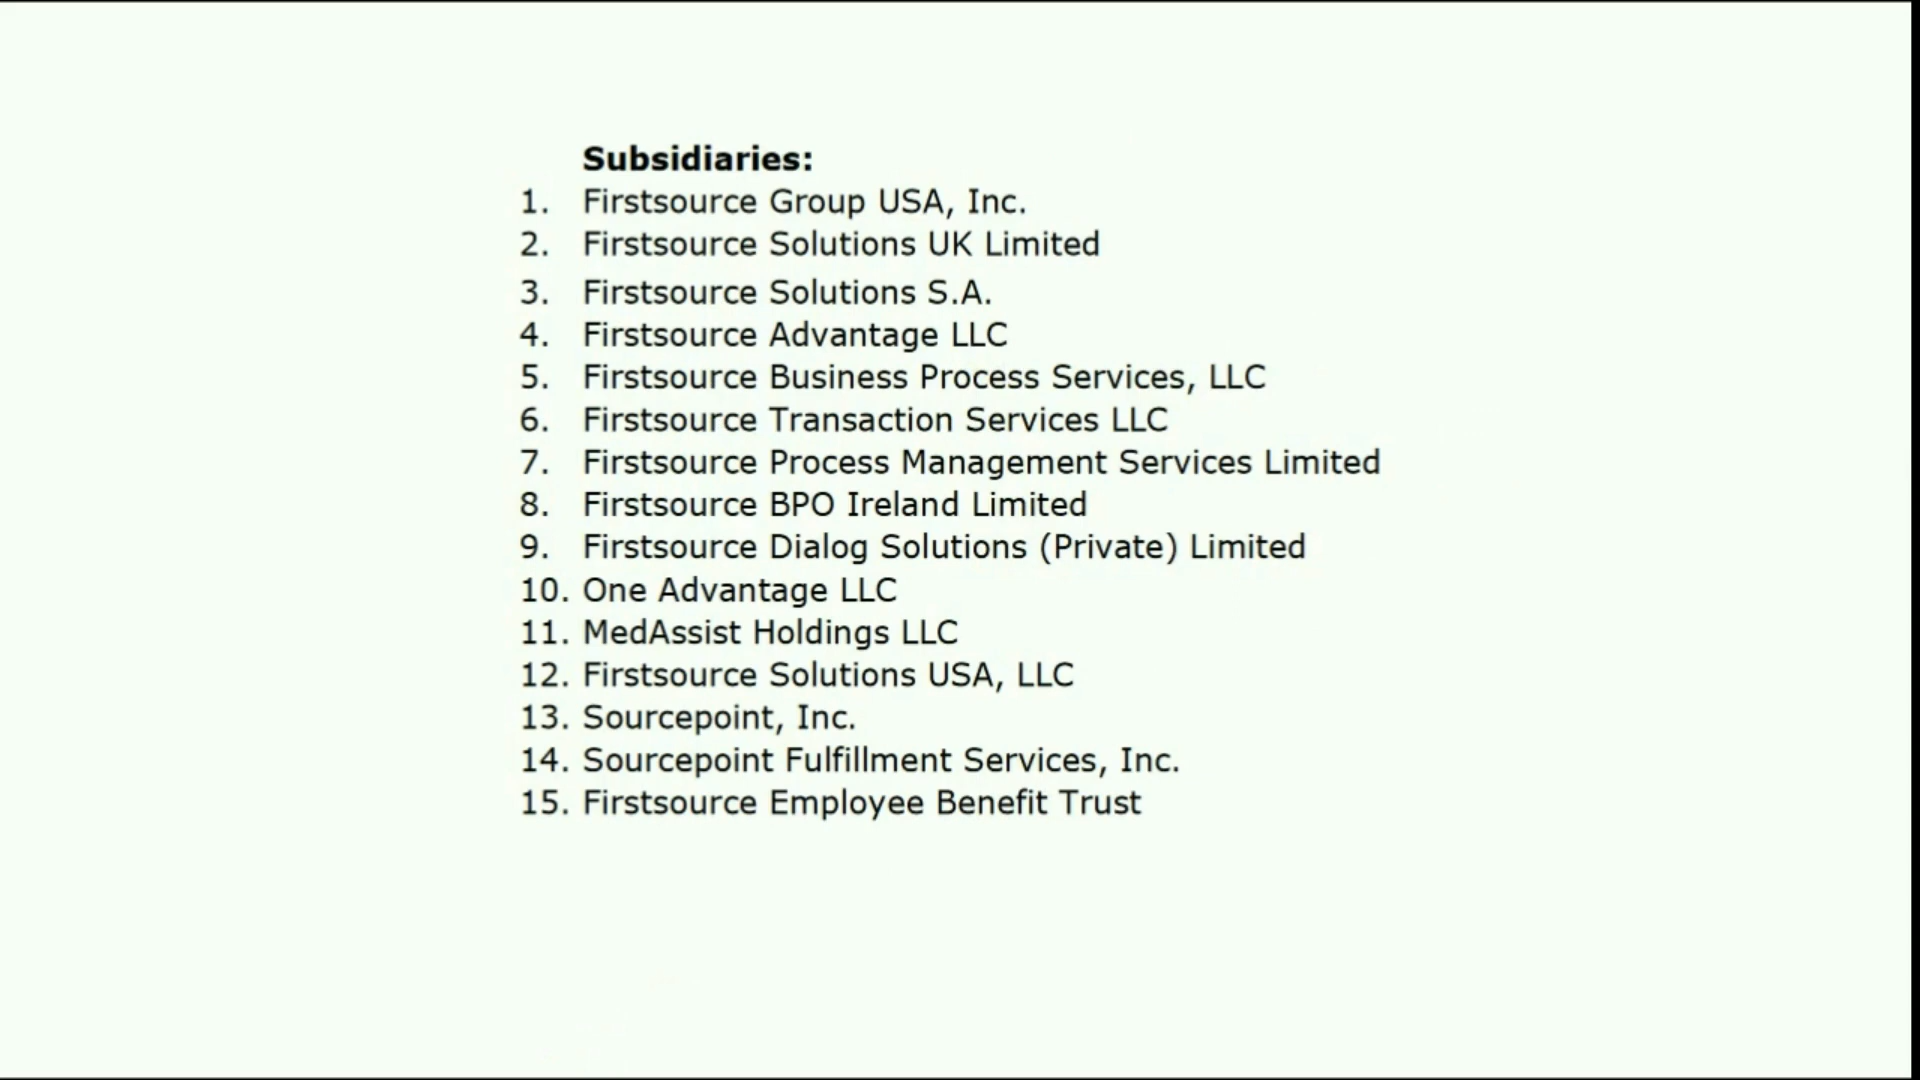 Subsidiaries:
1. Firstsource Group USA, Inc.
2. Firstsource Solutions UK Limited
3. Firstsource Solutions S.A.
4. Firstsource Advantage LLC
5. Firstsource Business Process Services, LLC
6. Firstsource Transaction Services LLC
7. Firstsource Process Management Services Limited
8. Firstsource BPO Ireland Limited
9. Firstsource Dialog Solutions (Private) Limited
10. One Advantage LLC
11. MedAssist Holdings LLC
12. Firstsource Solutions USA, LLC
13. Sourcepoint, Inc.
14. Sourcepoint Fulfillment Services, Inc.
15. Firstsource Employee Benefit Trust